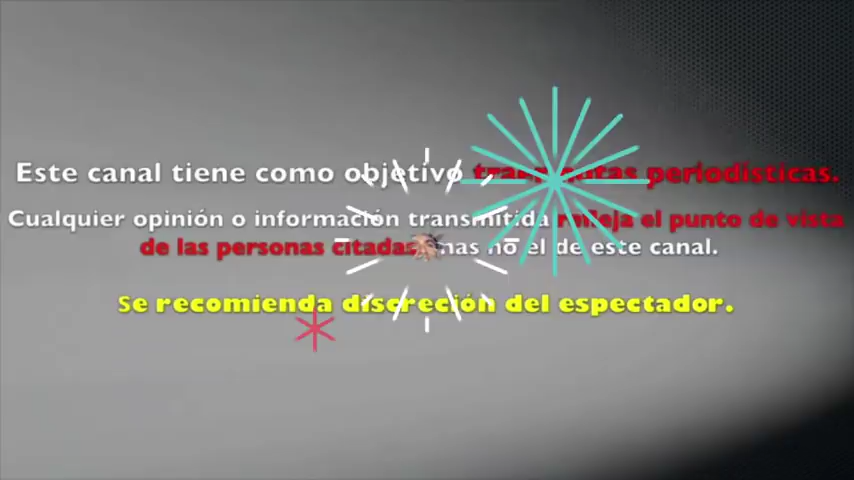 Este canal tiene como objetivo notas periodísticas.
Cualquier opinión o información transmitida refleja el punto de vista
de las personas citadas mas no el de este canal.
Se recomienda discreción del espectador.